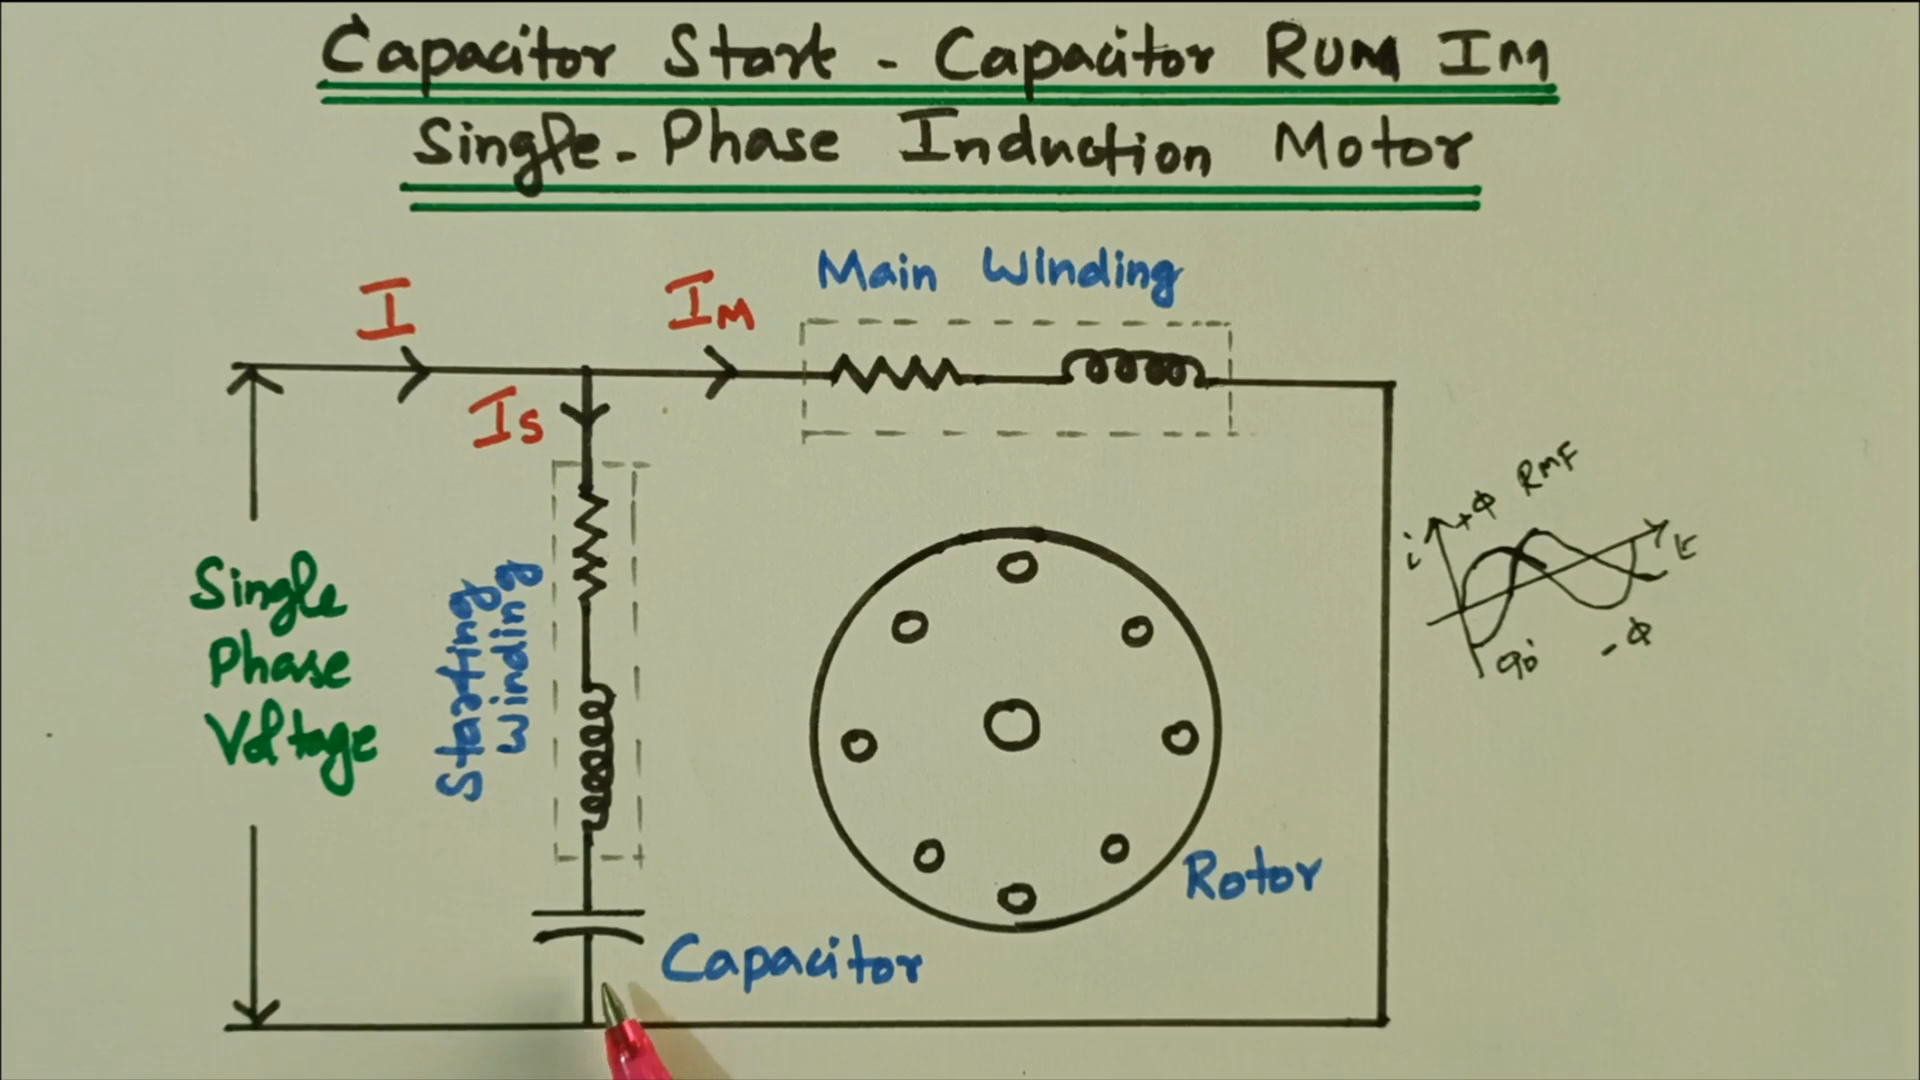 Capacitor Start - Capacitor Run Im
Single-Phase Induction Motor
Main Winding
I
IM
Is
Single
Phase
Voltage
Starting
Winding
Capacitor
Rotor
RMF
+Φ
i
t
-Φ
90°